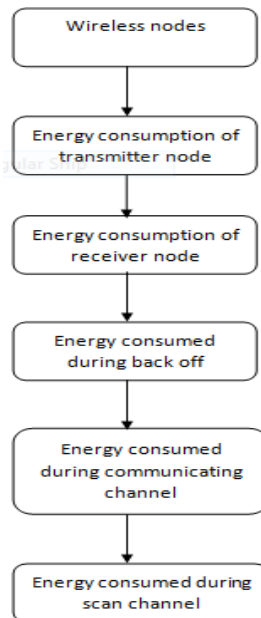 Wireless nodes
Energy consumption of
transmitter node
Energy consumption of
receiver node
Energy consumed
during back off
Energy consumed
during communicating
channel
Energy consumed during
scan channel